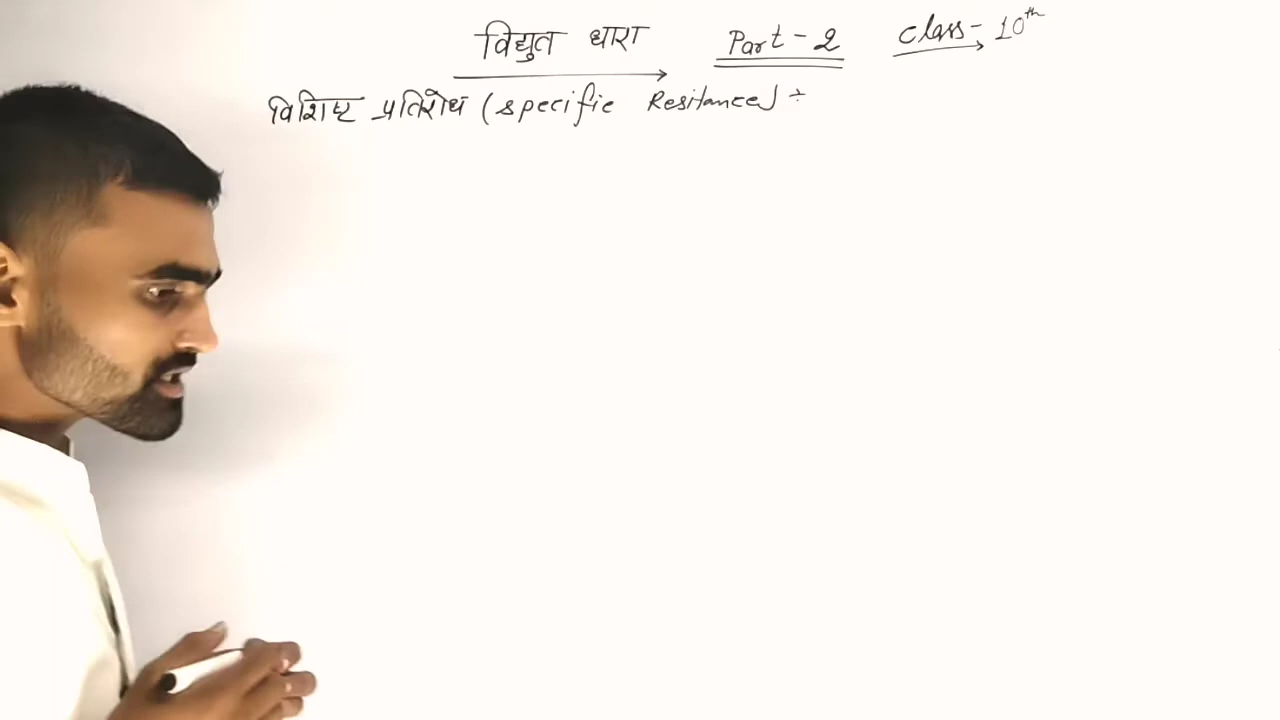 विद्युत धारा Part - 2 Class - 10th
विशिष्ट प्रतिरोध (specific Resitance) ÷